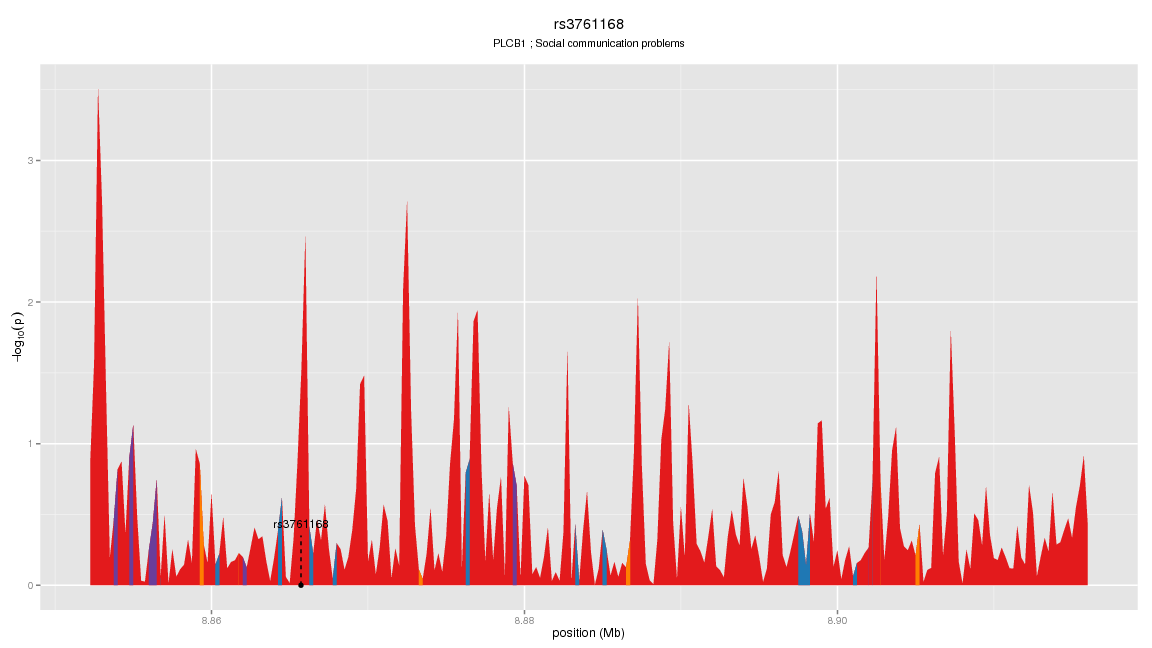 rs3761168
PLCB1 ; Social communication problems
3
2
1
0
−log10(p)
rs3761168
8.86
8.88
8.90
position (Mb)